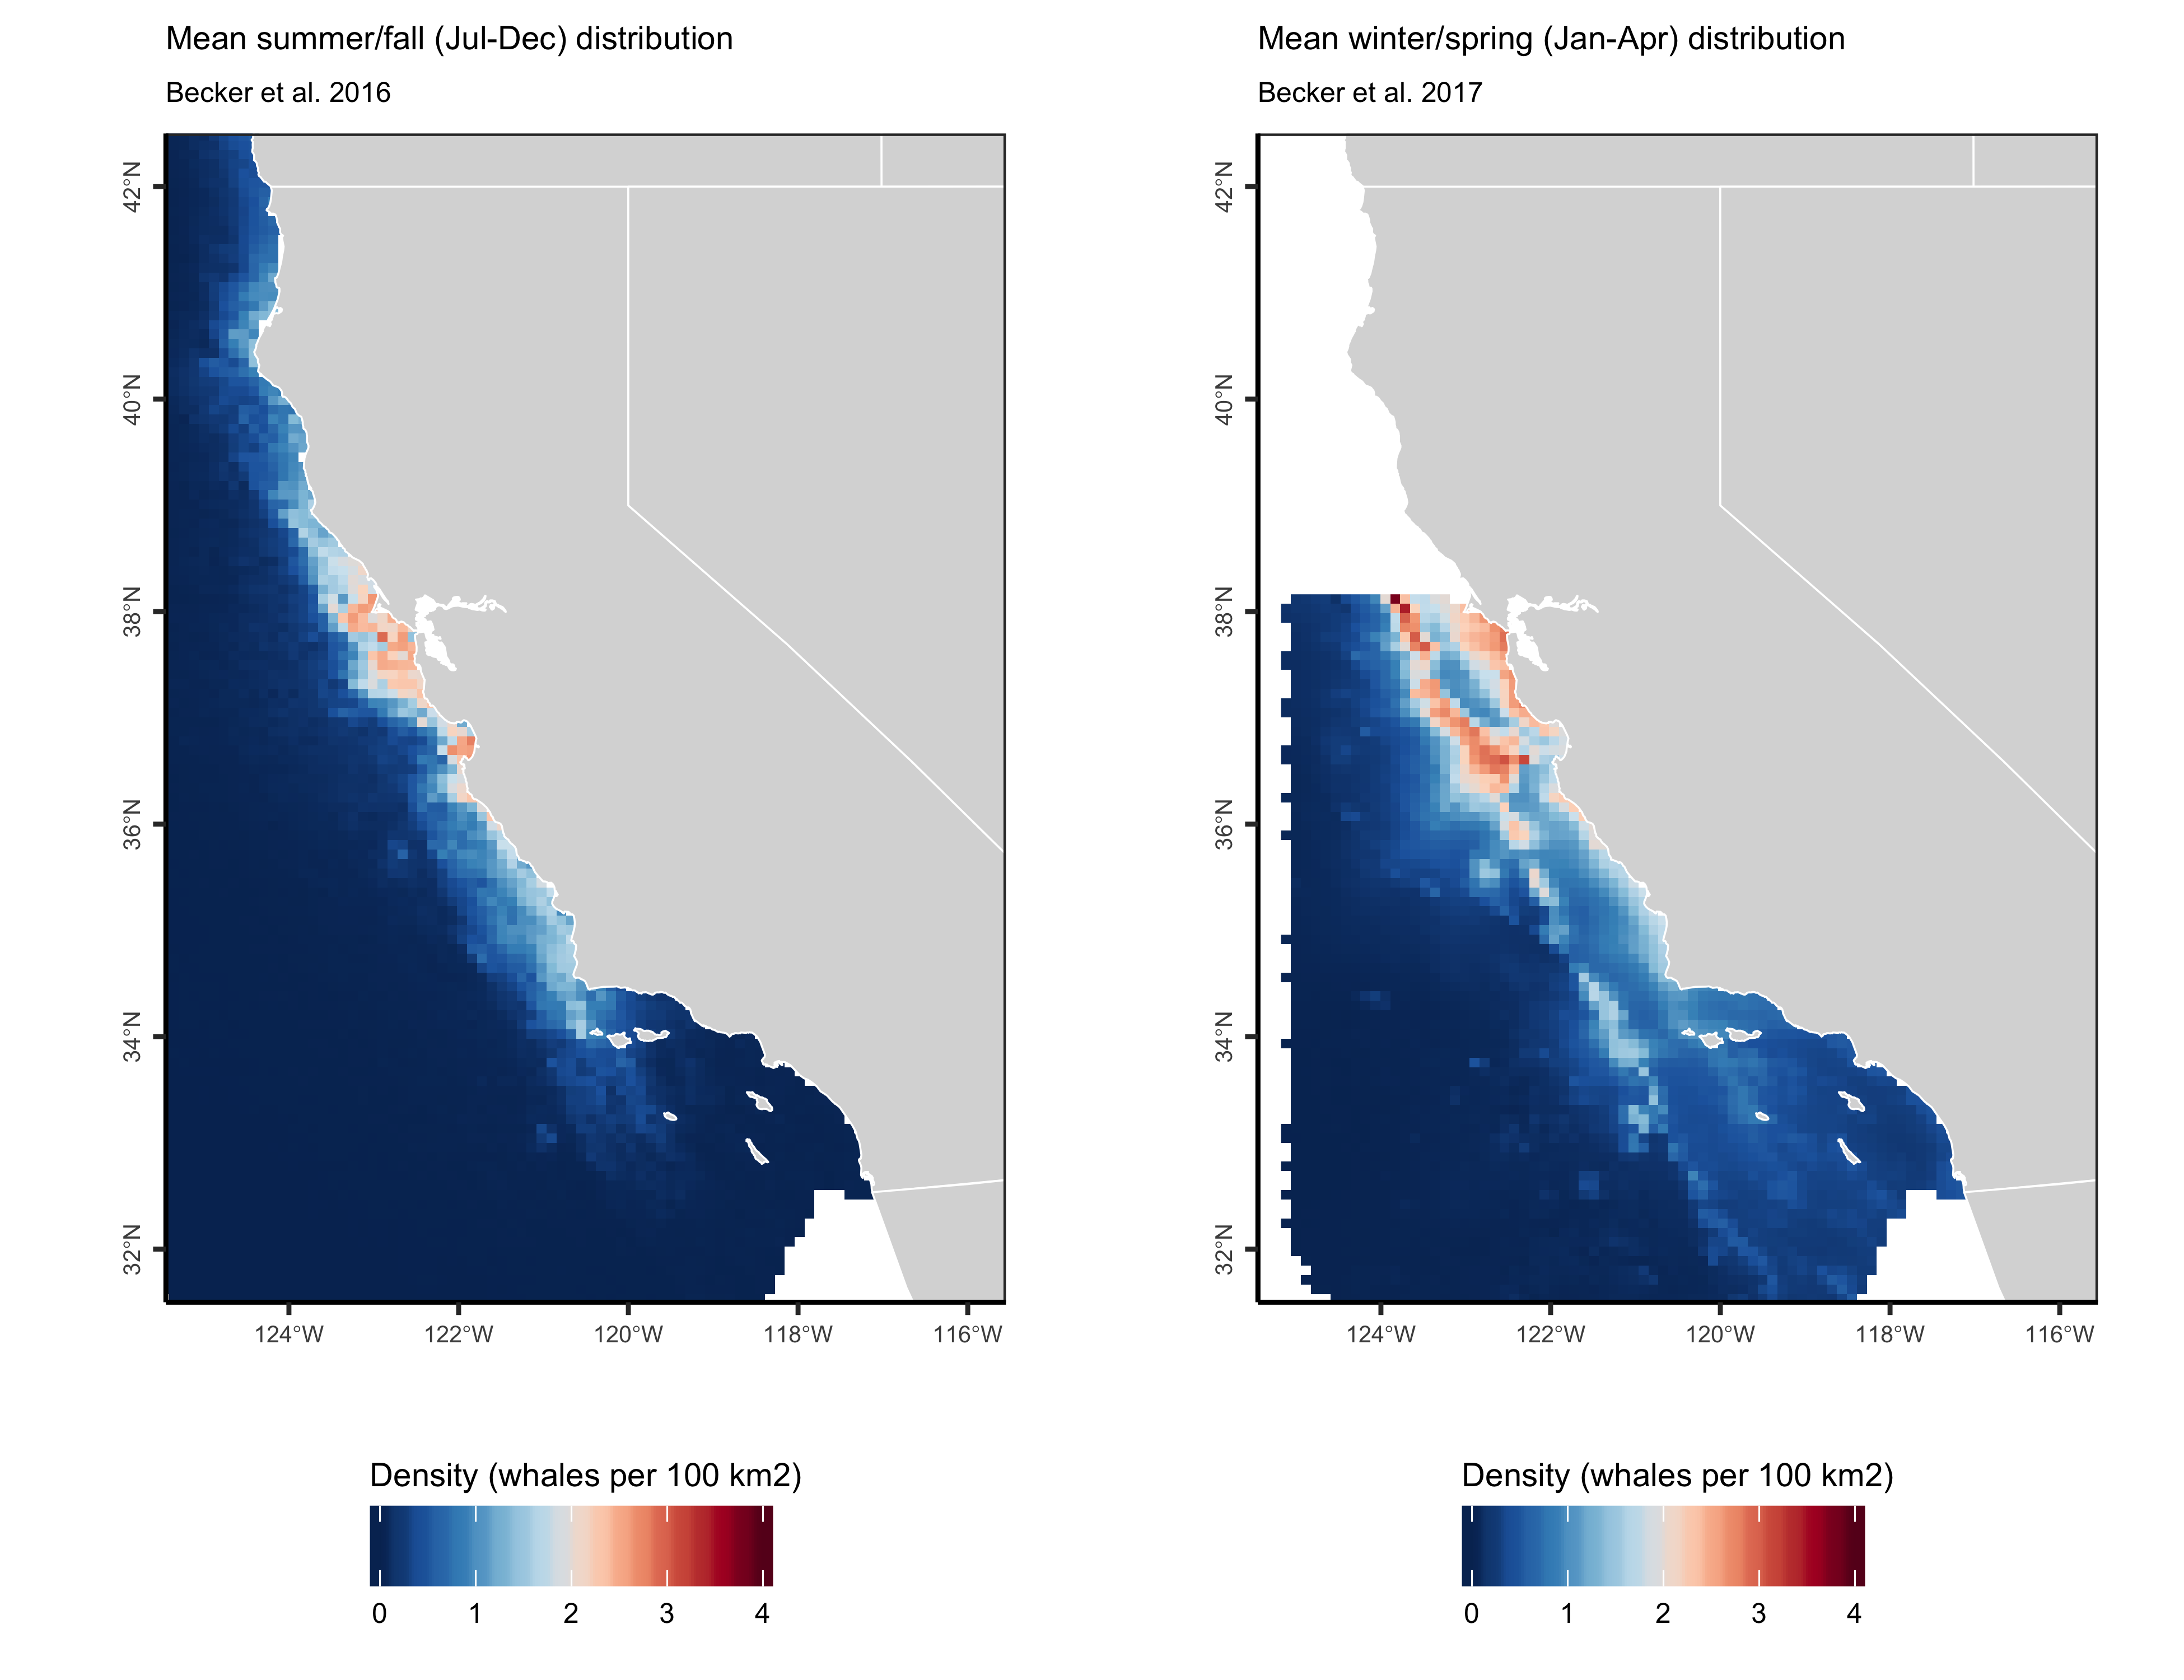 Mean summer/fall (Jul-Dec) distribution
Becker et al. 2016
42°N
40°N
38°N
36°N
34°N
32°N
124°W 122°W 120°W 118°W 116°W
Density (whales per 100 km2)
0 1 2 3 4
Mean winter/spring (Jan-Apr) distribution
Becker et al. 2017
42°N
40°N
38°N
36°N
34°N
32°N
124°W 122°W 120°W 118°W 116°W
Density (whales per 100 km2)
0 1 2 3 4